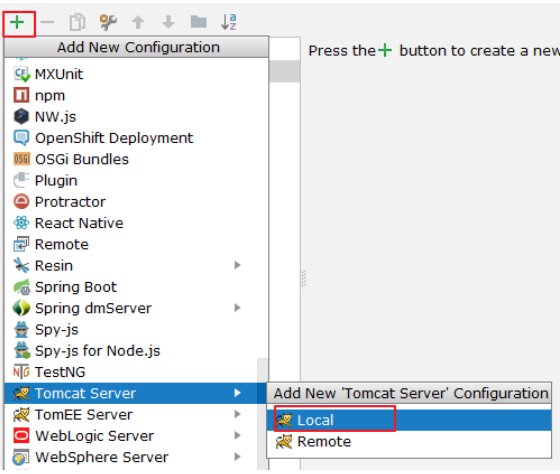 Add New Configuration
Press the + button to create a new
MXUnit
npm
NW.js
OpenShift Deployment
OSGi Bundles
Plugin
Protractor
React Native
Remote
Resin
Spring Boot
Spring dmServer
Spy-js
Spy-js for Node.js
TestNG
Tomcat Server
Add New 'Tomcat Server' Configuration
TomEE Server
Local
WebLogic Server
Remote
WebSphere Server